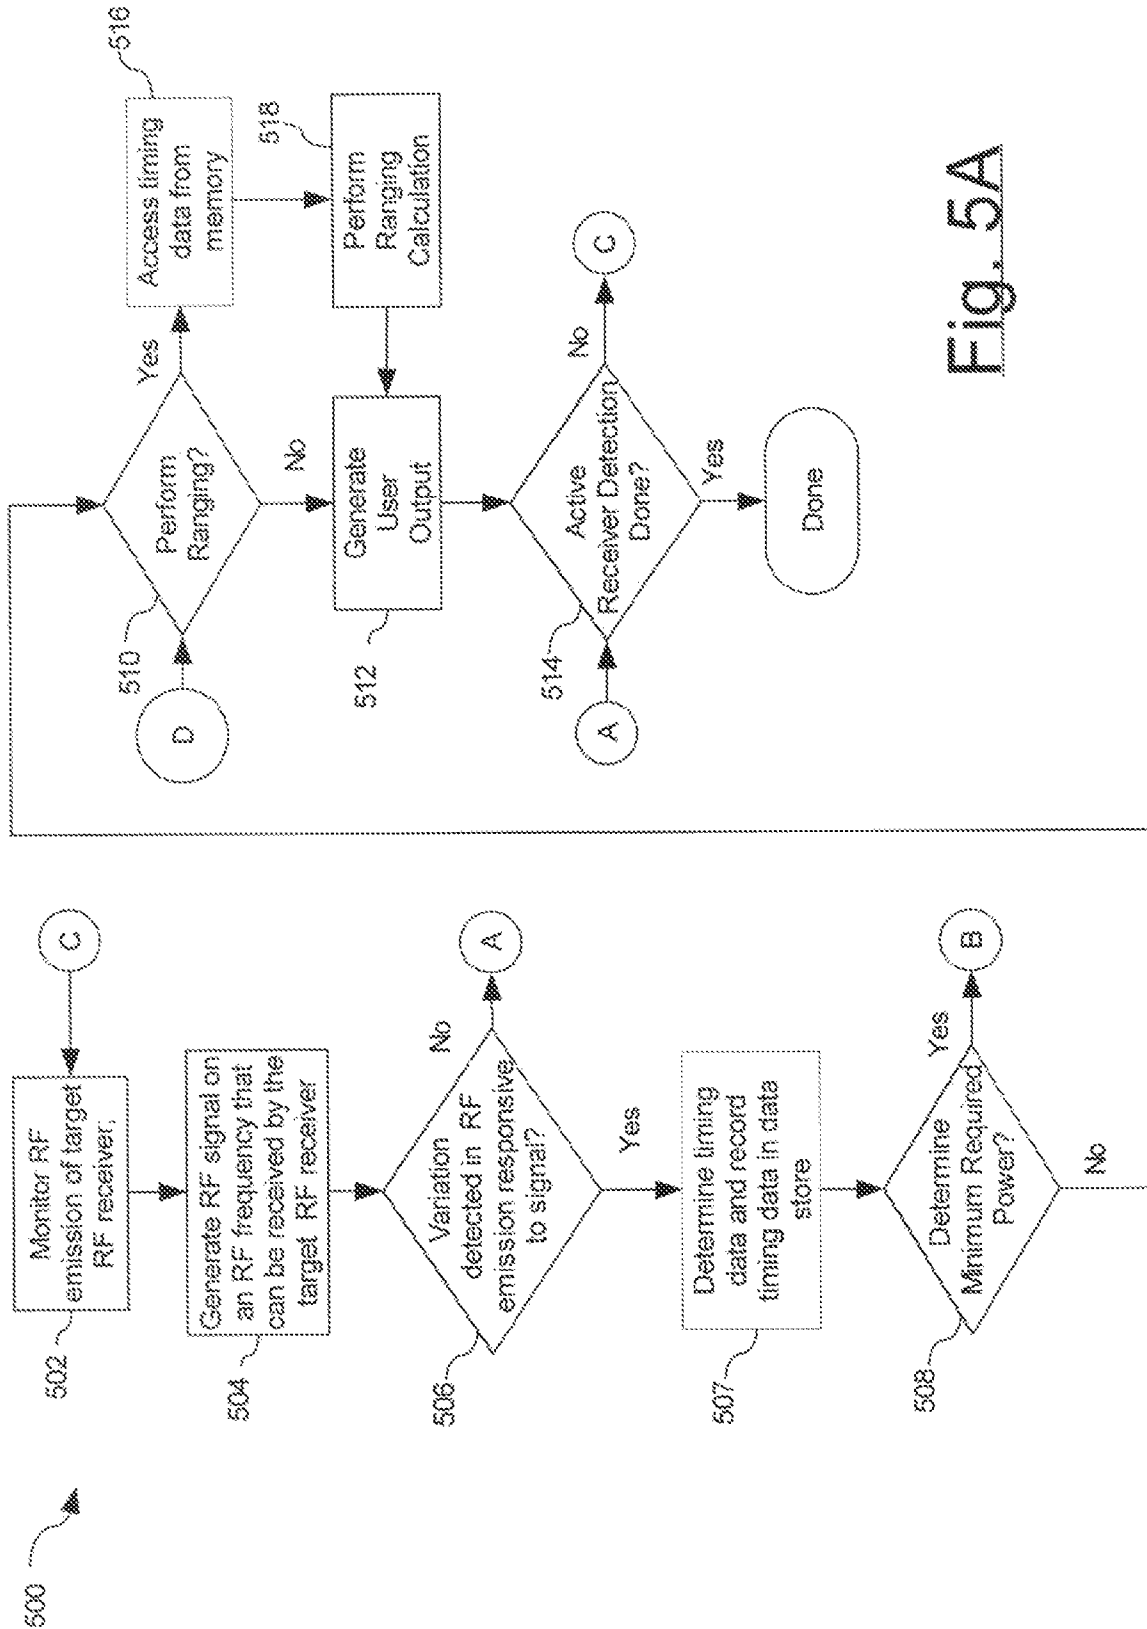 500
502
Monitor RF
emission of target
RF receiver.
C
504
Generate RF signal on
an RF frequency that
can be received by the
target RF receiver
506
Variation
detected in RF
emission responsive
to signal?
No
A
Yes
507
Determine timing
data and record
timing data in data
store
508
Determine
Minimum Required
Power?
Yes
B
No
D
510
Perform
Ranging?
Yes
516
Access timing
data from
memory
No
518
Perform
Ranging
Calculation
512
Generate
User
Output
A
514
Active
Receiver Detection
Done?
No
C
Yes
Done
Fig. 5A